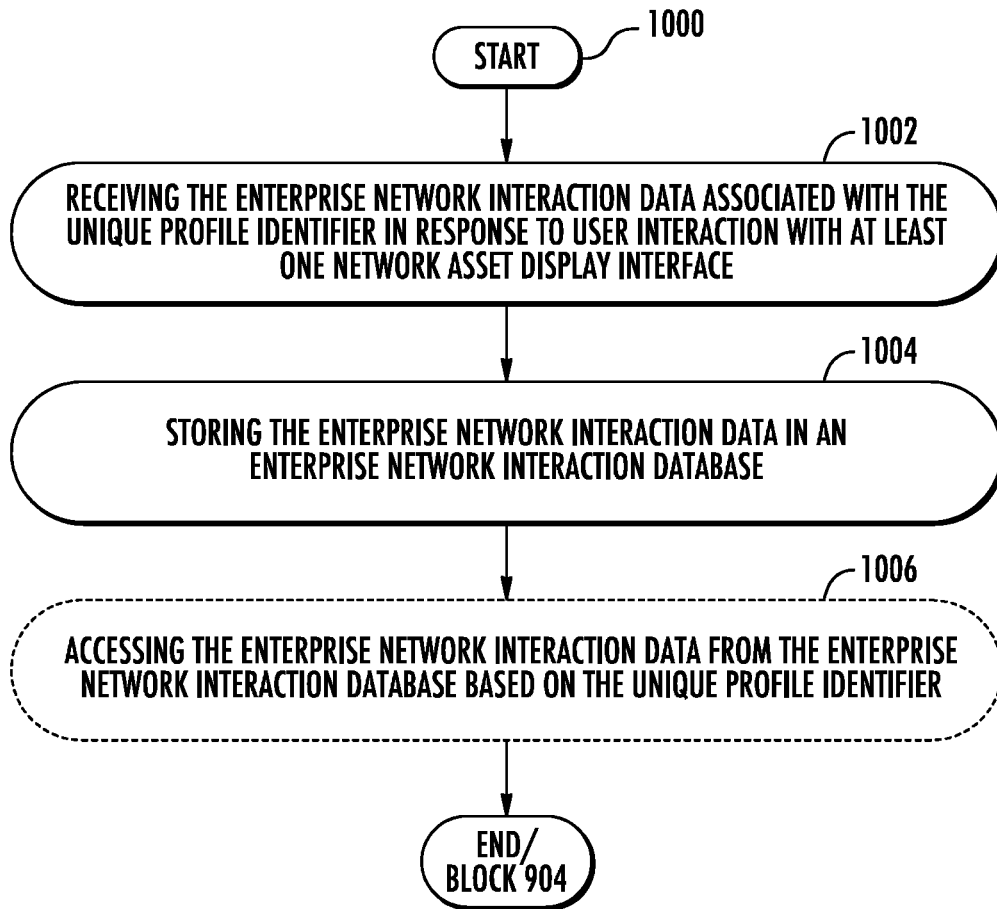 START
1000
1002
RECEIVING THE ENTERPRISE NETWORK INTERACTION DATA ASSOCIATED WITH THE
UNIQUE PROFILE IDENTIFIER IN RESPONSE TO USER INTERACTION WITH AT LEAST
ONE NETWORK ASSET DISPLAY INTERFACE
1004
STORING THE ENTERPRISE NETWORK INTERACTION DATA IN AN
ENTERPRISE NETWORK INTERACTION DATABASE
1006
ACCESSING THE ENTERPRISE NETWORK INTERACTION DATA FROM THE ENTERPRISE
NETWORK INTERACTION DATABASE BASED ON THE UNIQUE PROFILE IDENTIFIER
END/
BLOCK 904